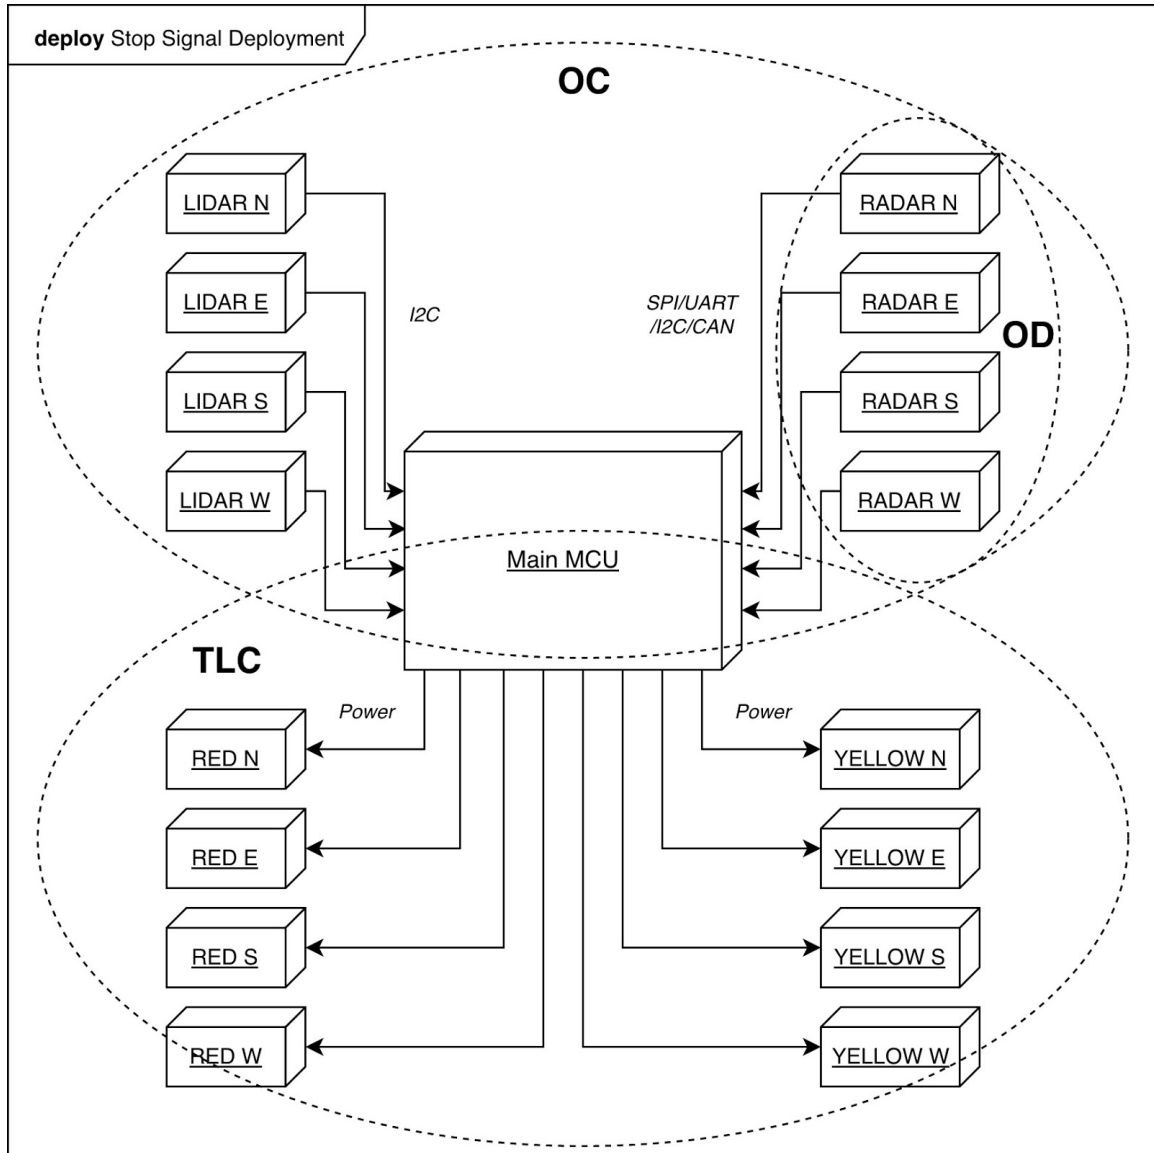 deploy Stop Signal Deployment
OC
LIDAR N
RADAR N
LIDAR E
RADAR E
I2C
SPI/UART
/I2C/CAN
OD
LIDAR S
RADAR S
LIDAR W
RADAR W
Main MCU
TLC
Power
Power
RED N
YELLOW N
RED E
YELLOW E
RED S
YELLOW S
RED W
YELLOW W